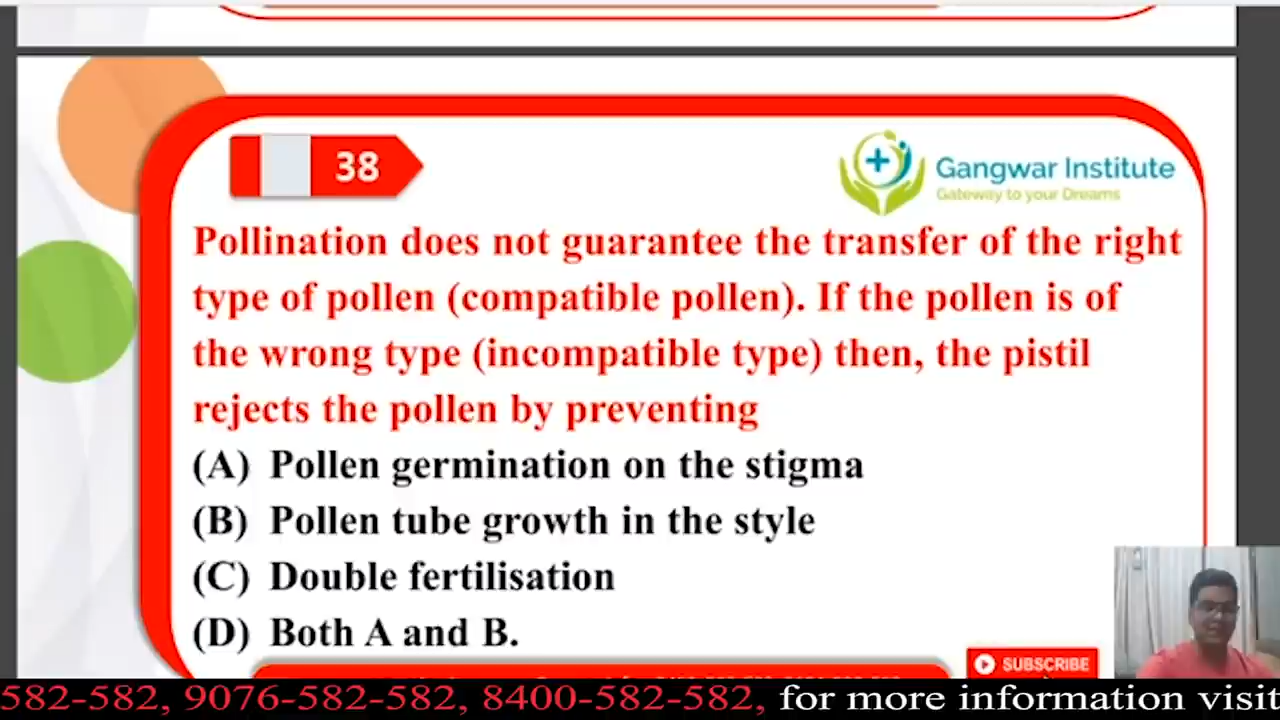 38
Gangwar Institute
Gateway to your Dreams
Pollination does not guarantee the transfer of the right
type of pollen (compatible pollen). If the pollen is of
the wrong type (incompatible type) then, the pistil
rejects the pollen by preventing
(A) Pollen germination on the stigma
(B) Pollen tube growth in the style
(C) Double fertilisation
(D) Both A and B.
SUBSCRIBE
582-582, 9076-582-582, 8400-582-582, for more information visit